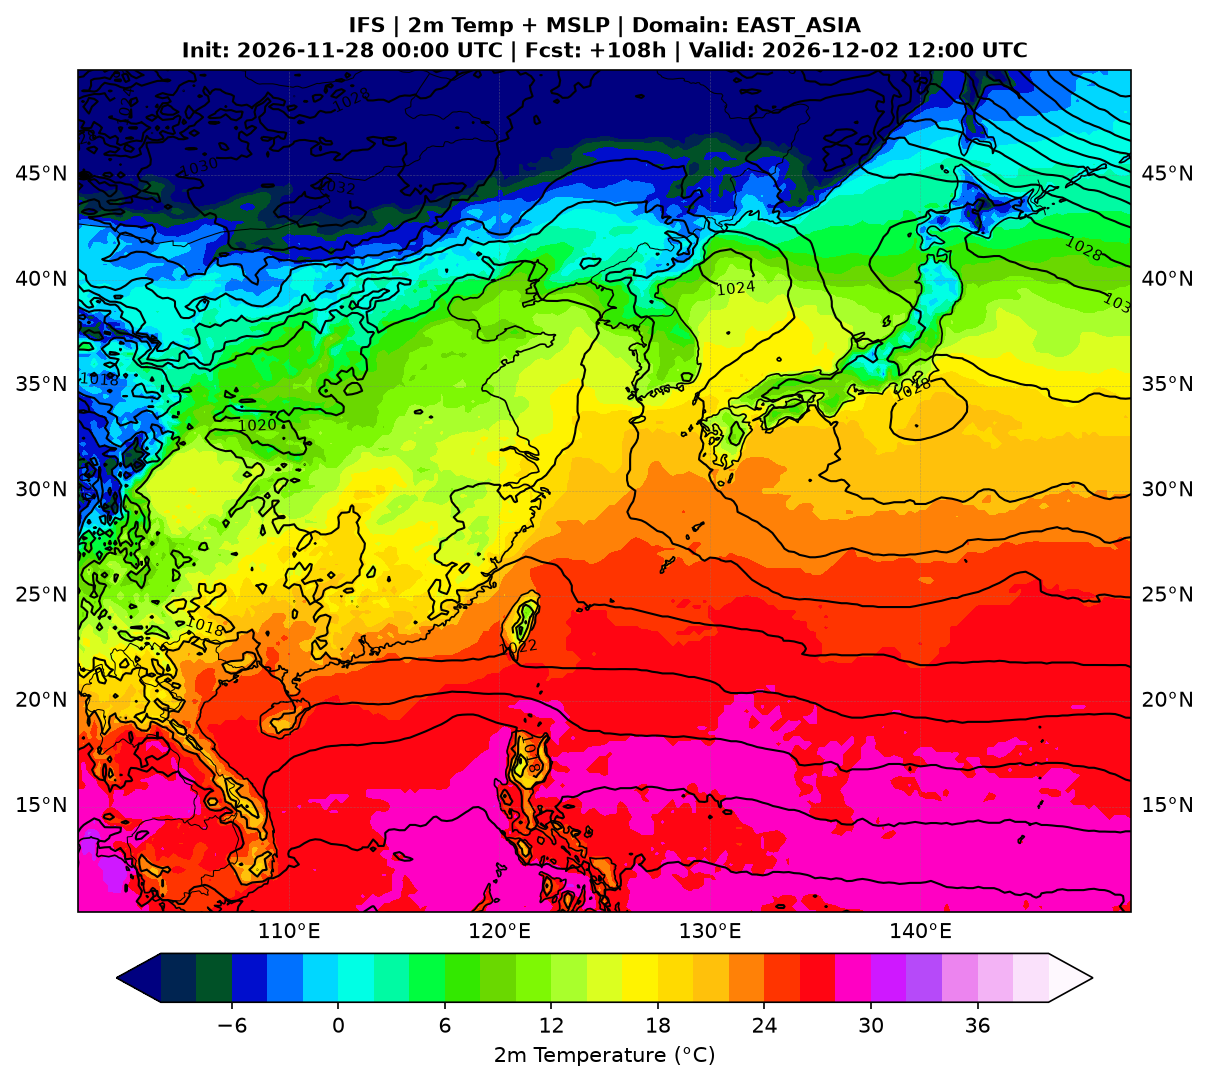 IFS | 2m Temp + MSLP | Domain: EAST_ASIA
Init: 2026-11-28 00:00 UTC | Fcst: +108h | Valid: 2026-12-02 12:00 UTC
1028
1030
1032
45°N 45°N
1028
40°N 40°N
1024
1018
35°N 35°N
1028
1020
30°N 30°N
25°N 25°N
1018
1022
20°N 20°N
15°N 15°N
110°E 120°E 130°E 140°E
−6 0 6 12 18 24 30 36
2m Temperature (°C)